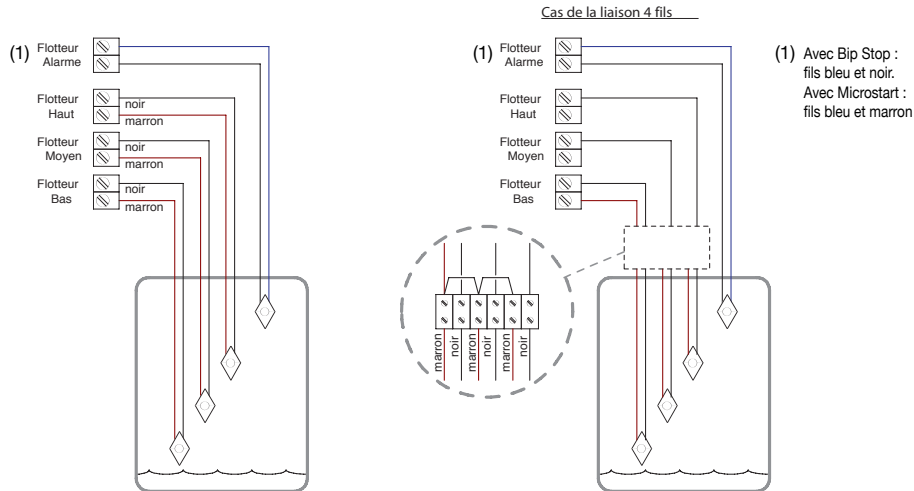 Cas de la liaison 4 fils
(1) Flotteur
Alarme
Flotteur
Haut
noir
marron
Flotteur
Moyen
noir
marron
Flotteur
Bas
noir
marron
(1) Flotteur
Alarme
Flotteur
Haut
Flotteur
Moyen
Flotteur
Bas
marron
noir
marron
noir
marron
noir
(1) Avec Bip Stop :
fils bleu et noir.
Avec Microstart :
fils bleu et marron